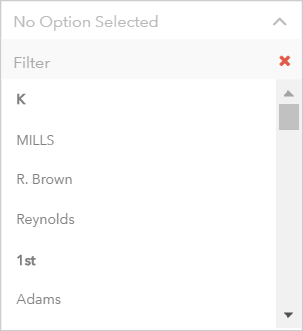 No Option Selected
Filter
K
MILLS
R. Brown
Reynolds
1st
Adams